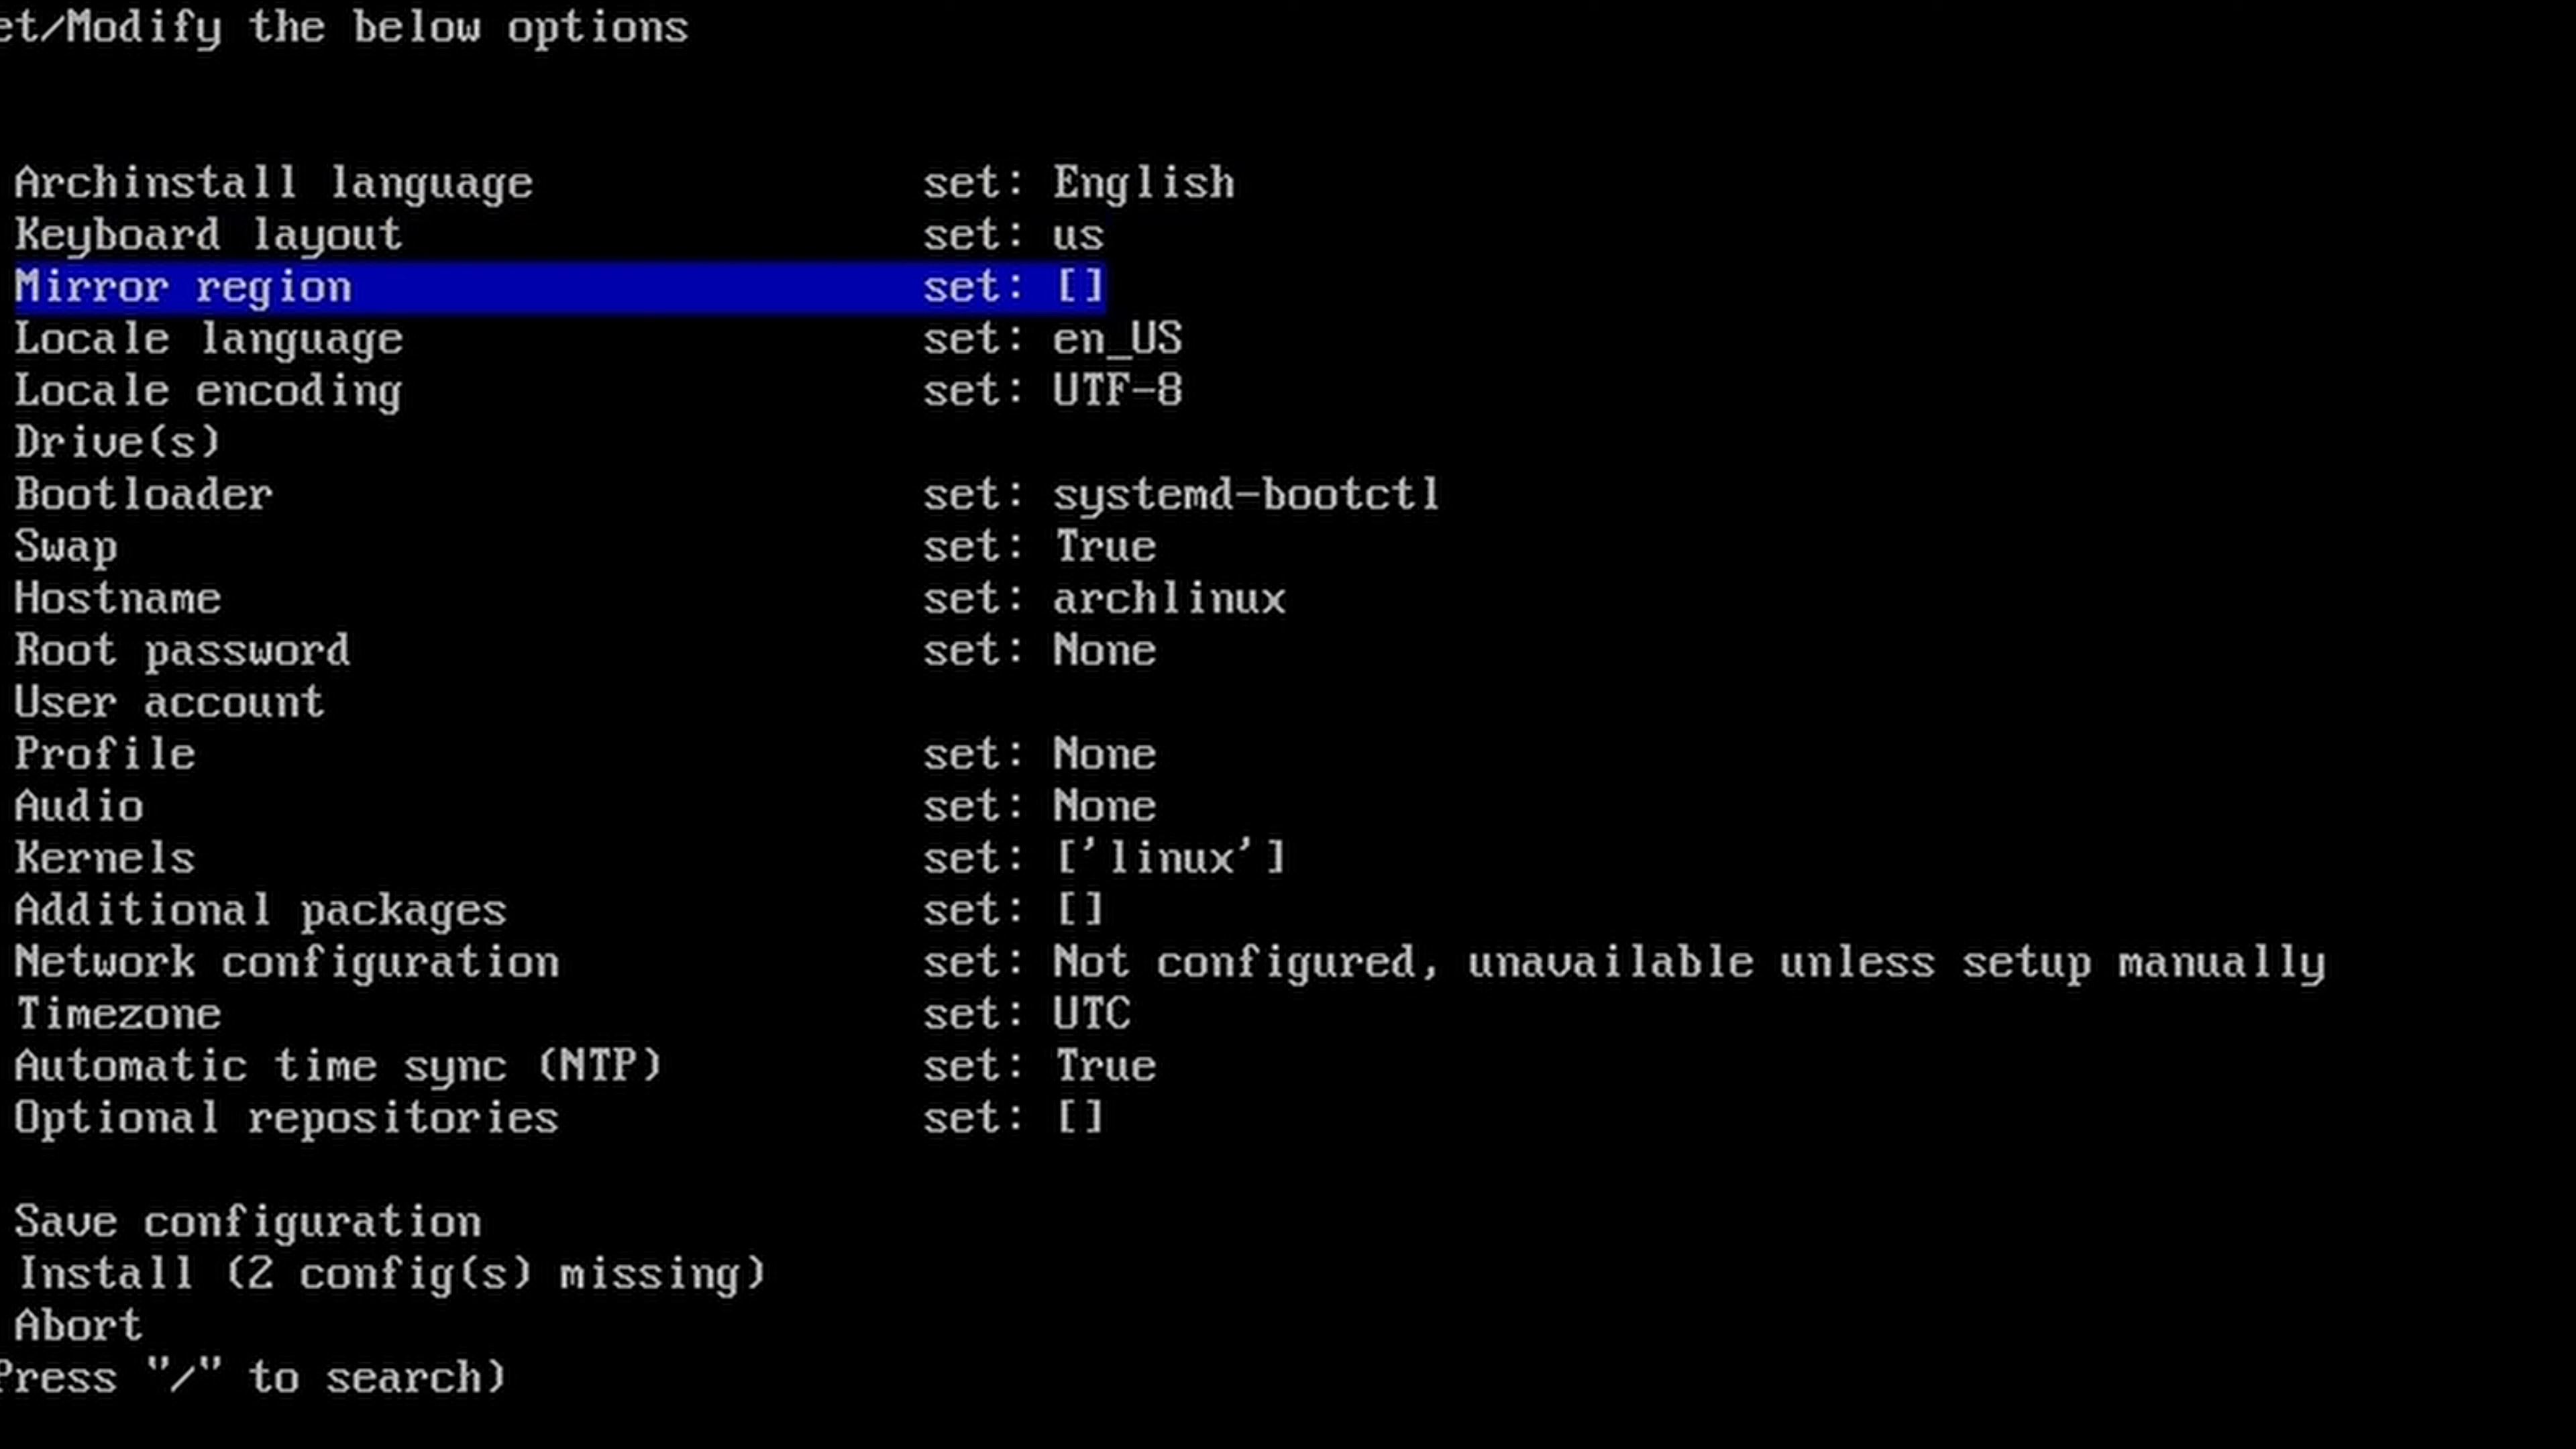 et/Modify the below options
Archinstall language set: English
Keyboard layout set: us
Mirror region set: []
Locale language set: en_US
Locale encoding set: UTF-8
Drive(s)
Bootloader set: systemd-bootctl
Swap set: True
Hostname set: archlinux
Root password set: None
User account
Profile set: None
Audio set: None
Kernels set: ['linux']
Additional packages set: []
Network configuration set: Not configured, unavailable unless setup manually
Timezone set: UTC
Automatic time sync (NTP) set: True
Optional repositories set: []
Save configuration
Install (2 config(s) missing)
Abort
Press "/" to search)